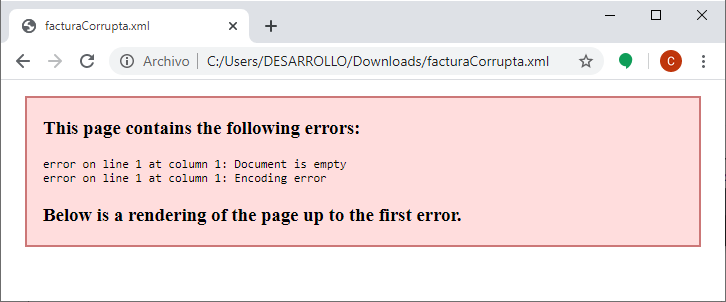 facturaCorrupta.xml
Archivo
C:/Users/DESARROLLO/Downloads/facturaCorrupta.xml
C
This page contains the following errors:
error on line 1 at column 1: Document is empty
error on line 1 at column 1: Encoding error
Below is a rendering of the page up to the first error.